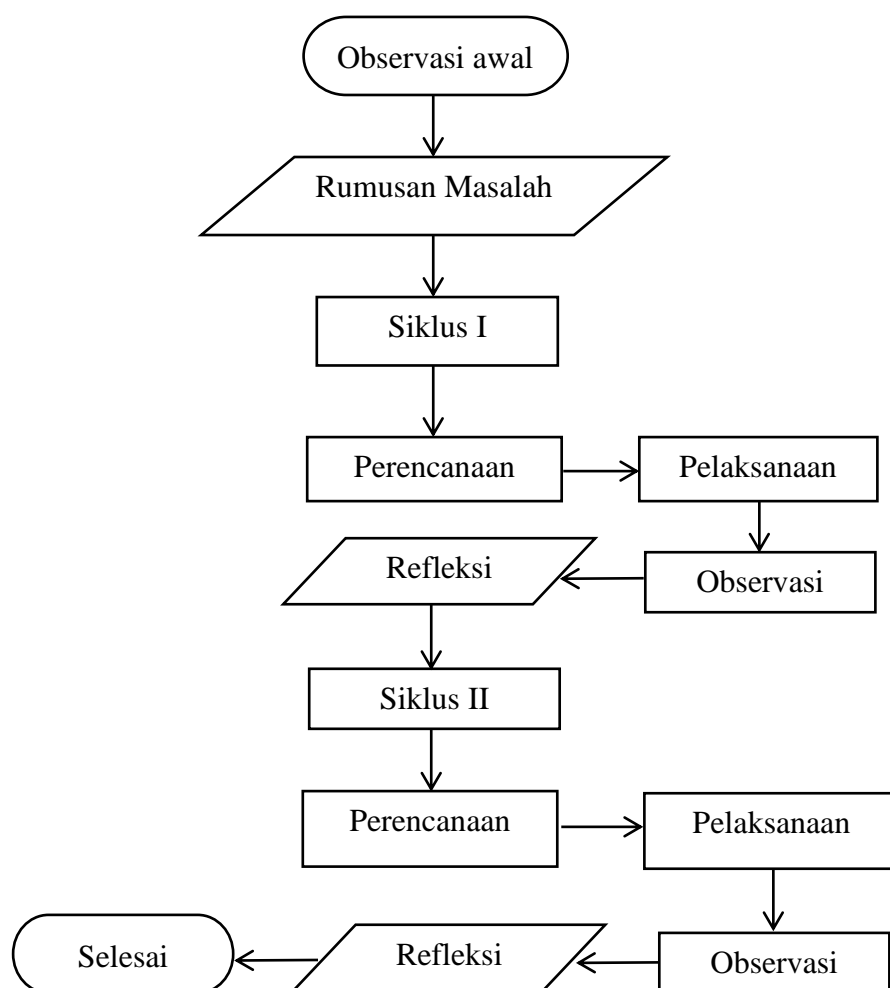 Observasi awal
Rumusan Masalah
Siklus I
Perencanaan
Pelaksanaan
Observasi
Refleksi
Siklus II
Perencanaan
Pelaksanaan
Observasi
Refleksi
Selesai